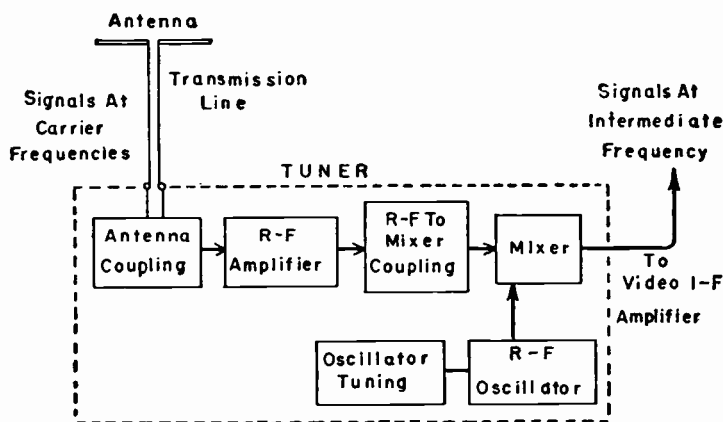 Antenna
Transmission
Line
Signals At
Carrier
Frequencies
Signals At
Intermediate
Frequency
TUNER
Antenna
Coupling
R-F
Amplifier
R-F To
Mixer
Coupling
Mixer
To
Video I-F
Amplifier
Oscillator
Tuning
R-F
Oscillator